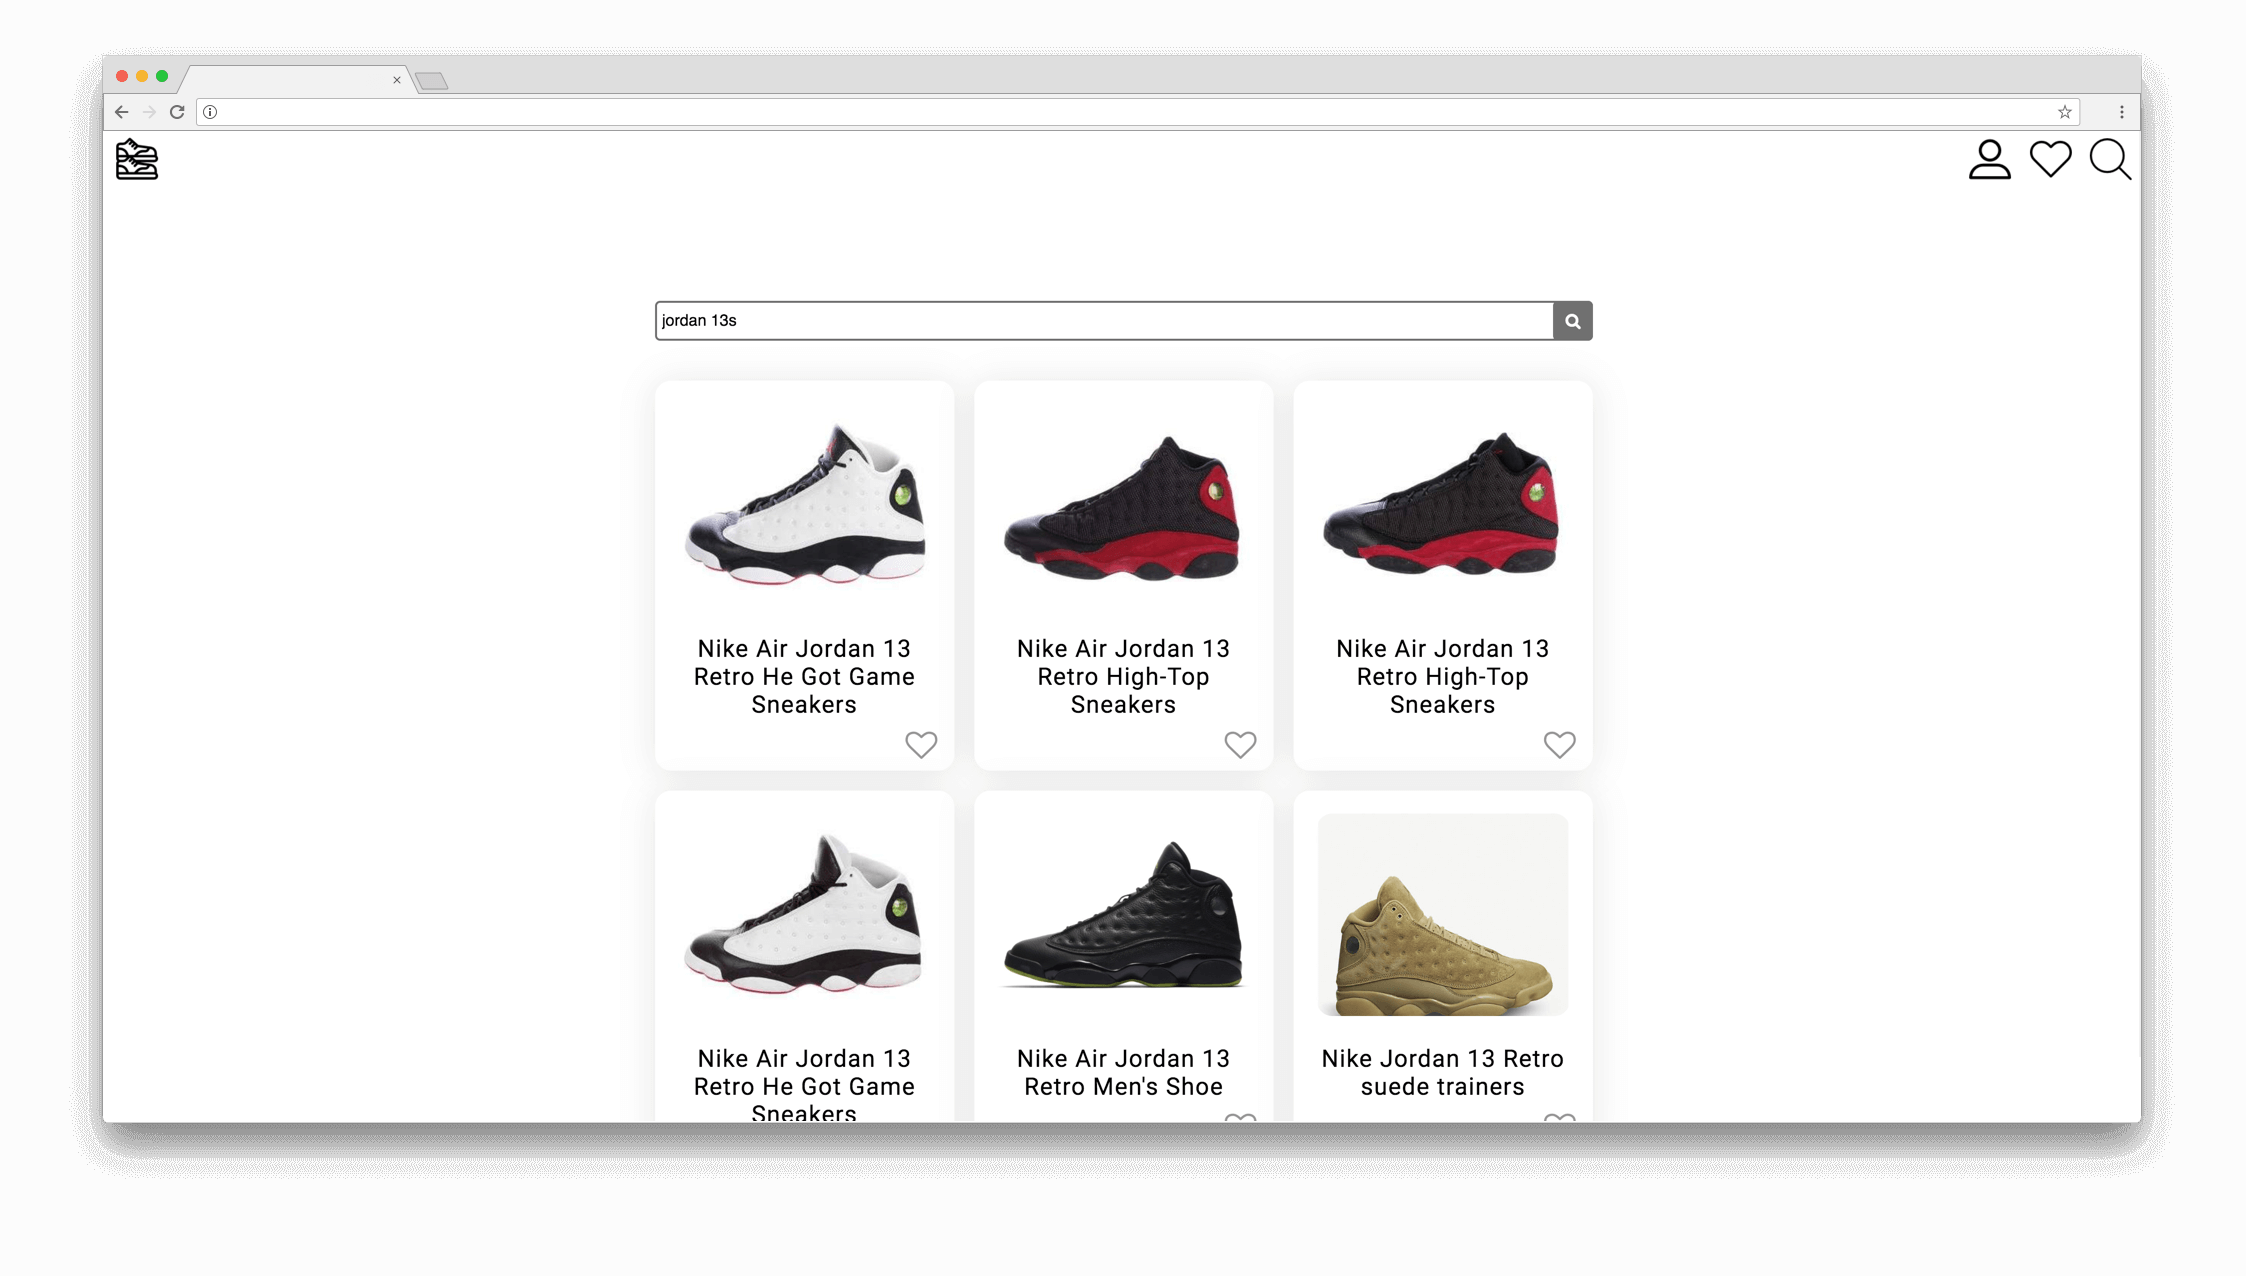 jordan 13s
Nike Air Jordan 13
Retro He Got Game
Sneakers
Nike Air Jordan 13
Retro High-Top
Sneakers
Nike Air Jordan 13
Retro High-Top
Sneakers
Nike Air Jordan 13
Retro He Got Game
Sneakers
Nike Air Jordan 13
Retro Men's Shoe
Nike Jordan 13 Retro
suede trainers